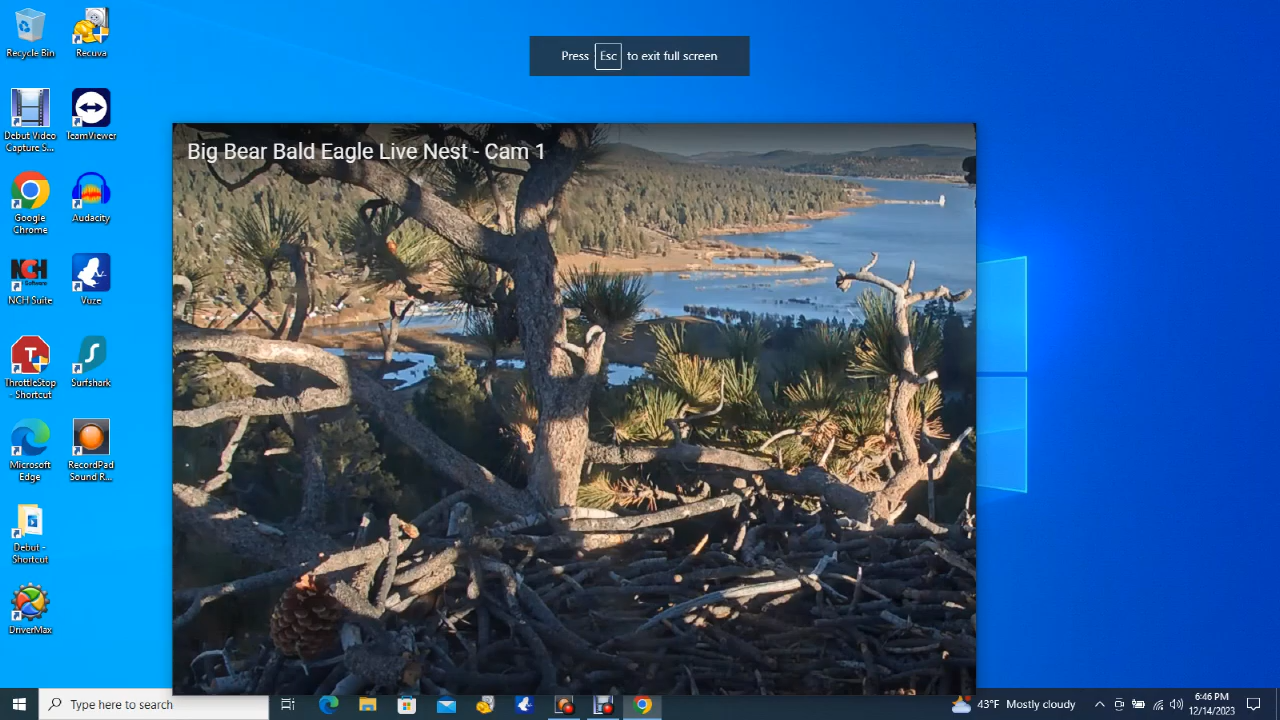 Recycle Bin
Recuva
Press Esc to exit full screen
Debut Video
Capture S...
TeamViewer
Big Bear Bald Eagle Live Nest - Cam 1
Google
Chrome
Audacity
NCH
Software
NCH Suite
Vuze
ThrottleStop
- Shortcut
Surfshark
Microsoft
Edge
RecordPad
Sound R...
Debut -
Shortcut
DriverMax
Type here to search
43°F Mostly cloudy
6:46 PM
12/14/2023